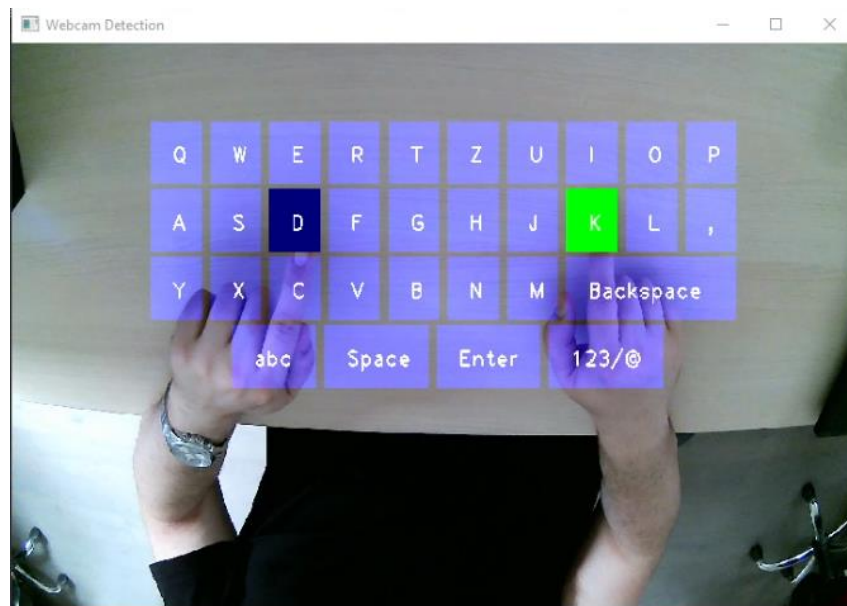 Webcam Detection
Q W E R T Z U I O P
A S D F G H J K L ,
Y X C V B N M Backspace
abc Space Enter 123/@